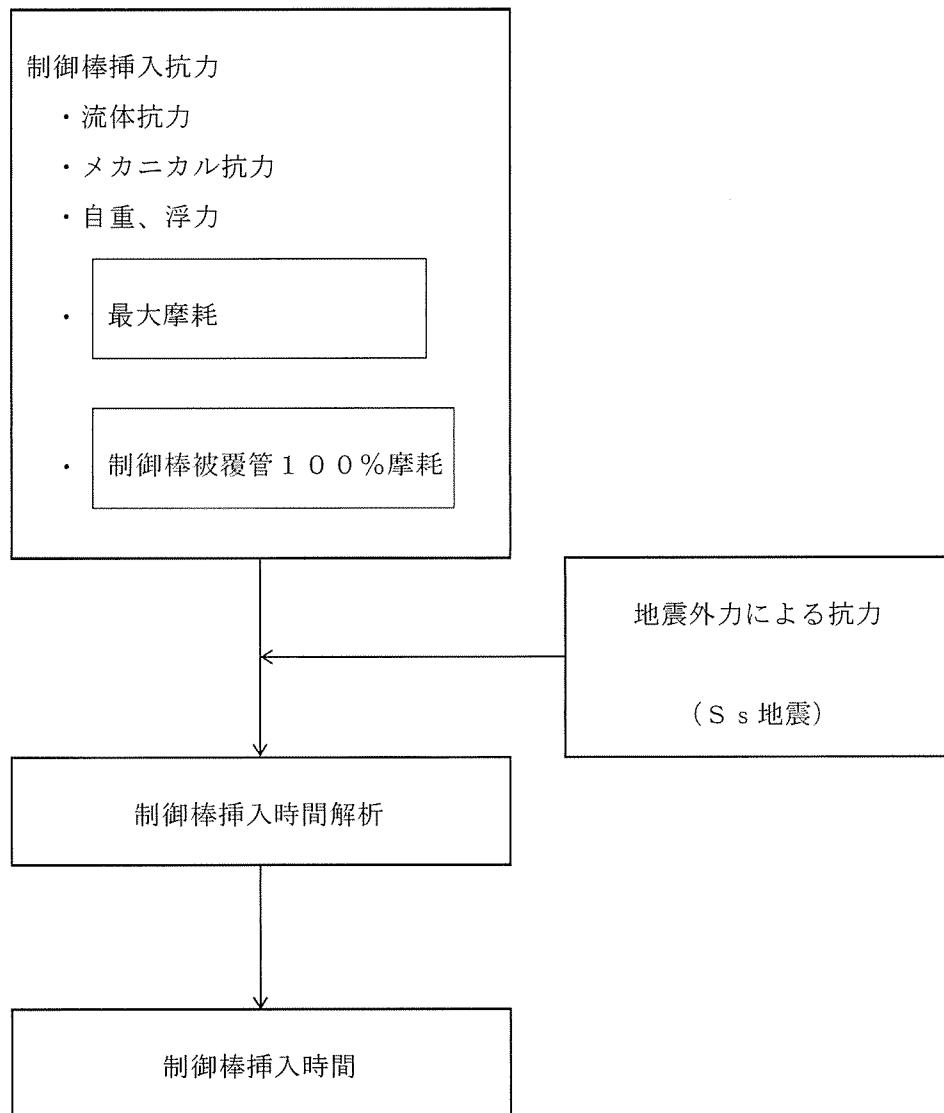 制御棒挿入抗力
・流体抗力
・メカニカル抗力
・自重、浮力
・ 最大摩耗
・ 制御棒被覆管１００％摩耗
地震外力による抗力
（Ｓｓ地震）
制御棒挿入時間解析
制御棒挿入時間